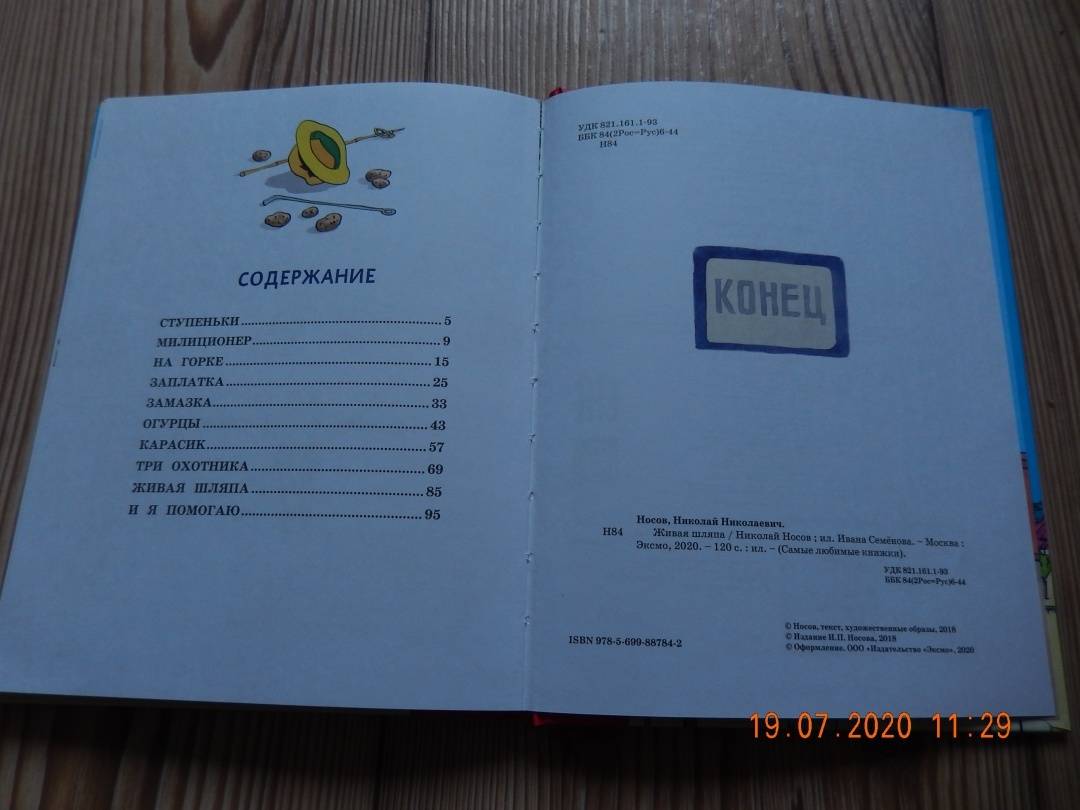 СОДЕРЖАНИЕ
СТУПЕНЬКИ 5
МИЛИЦИОНЕР 9
НА ГОРКЕ 15
ЗАПЛАТКА 25
ЗАМАЗКА 33
ОГУРЦЫ 43
КАРАСИК 57
ТРИ ОХОТНИКА 69
ЖИВАЯ ШЛЯПА 85
И Я ПОМОГАЮ 95
УДК 821.161.1-93
ББК 84(2Рос=Рус)6-44
Н84
КОНЕЦ
Носов, Николай Николаевич.
Н84 Живая шляпа / Николай Носов ; ил. Ивана Семёнова. – Москва :
Эксмо, 2020. – 120 с. : ил. – (Самые любимые книжки).
УДК 821.161.1-93
ББК 84(2Рос=Рус)6-44
ISBN 978-5-699-88784-2
© Носов, текст, художественные образы, 2018
© Издание И.П. Носова, 2018
© Оформление. ООО «Издательство «Эксмо», 2020
19.07.2020 11:29